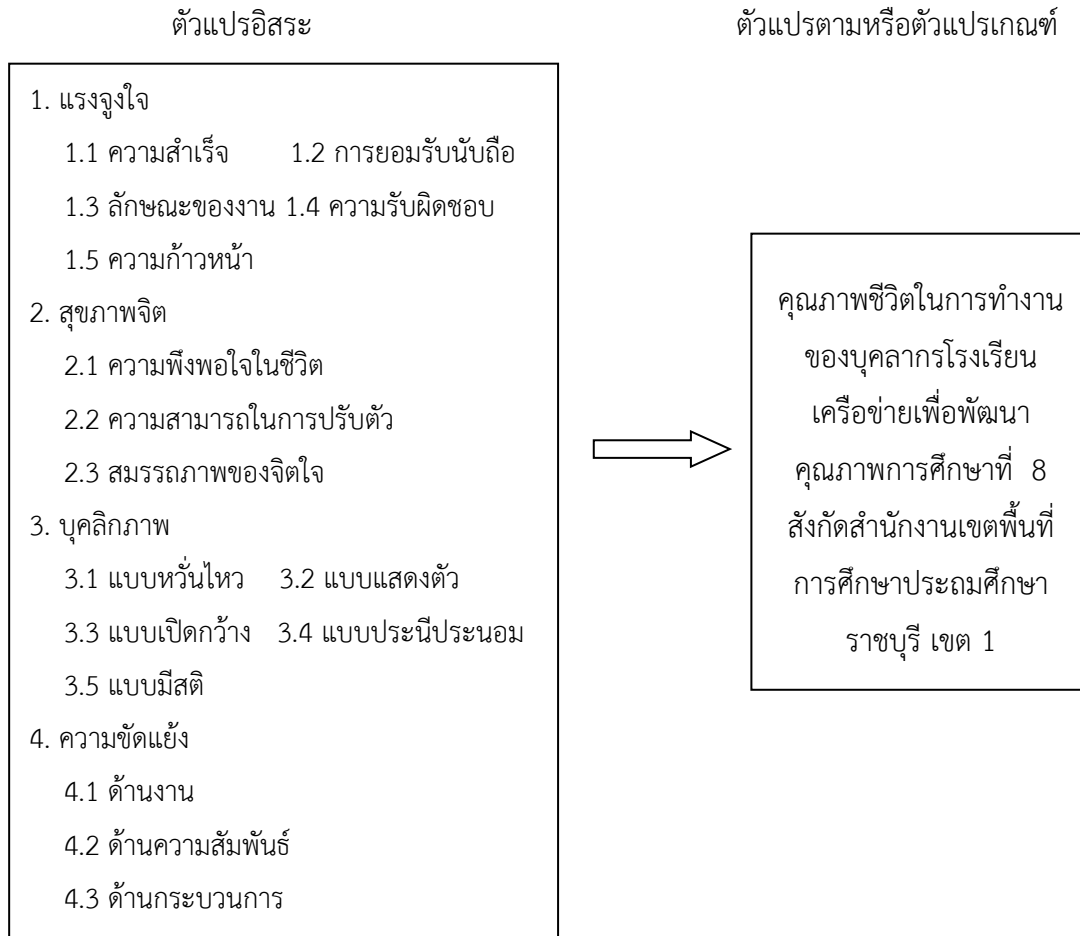 ตัวแปรอิสระ
ตัวแปรตามหรือตัวแปรเกณฑ์
1. แรงจูงใจ
1.1 ความสำเร็จ 1.2 การยอมรับนับถือ
1.3 ลักษณะของงาน 1.4 ความรับผิดชอบ
1.5 ความก้าวหน้า
2. สุขภาพจิต
2.1 ความพึงพอใจในชีวิต
2.2 ความสามารถในการปรับตัว
2.3 สมรรถภาพของจิตใจ
3. บุคลิกภาพ
3.1 แบบหวั่นไหว 3.2 แบบแสดงตัว
3.3 แบบเปิดกว้าง 3.4 แบบประนีประนอม
3.5 แบบมีสติ
4. ความขัดแย้ง
4.1 ด้านงาน
4.2 ด้านความสัมพันธ์
4.3 ด้านกระบวนการ
คุณภาพชีวิตในการทำงาน
ของบุคลากรโรงเรียน
เครือข่ายเพื่อพัฒนา
คุณภาพการศึกษาที่ 8
สังกัดสำนักงานเขตพื้นที่
การศึกษาประถมศึกษา
ราชบุรี เขต 1